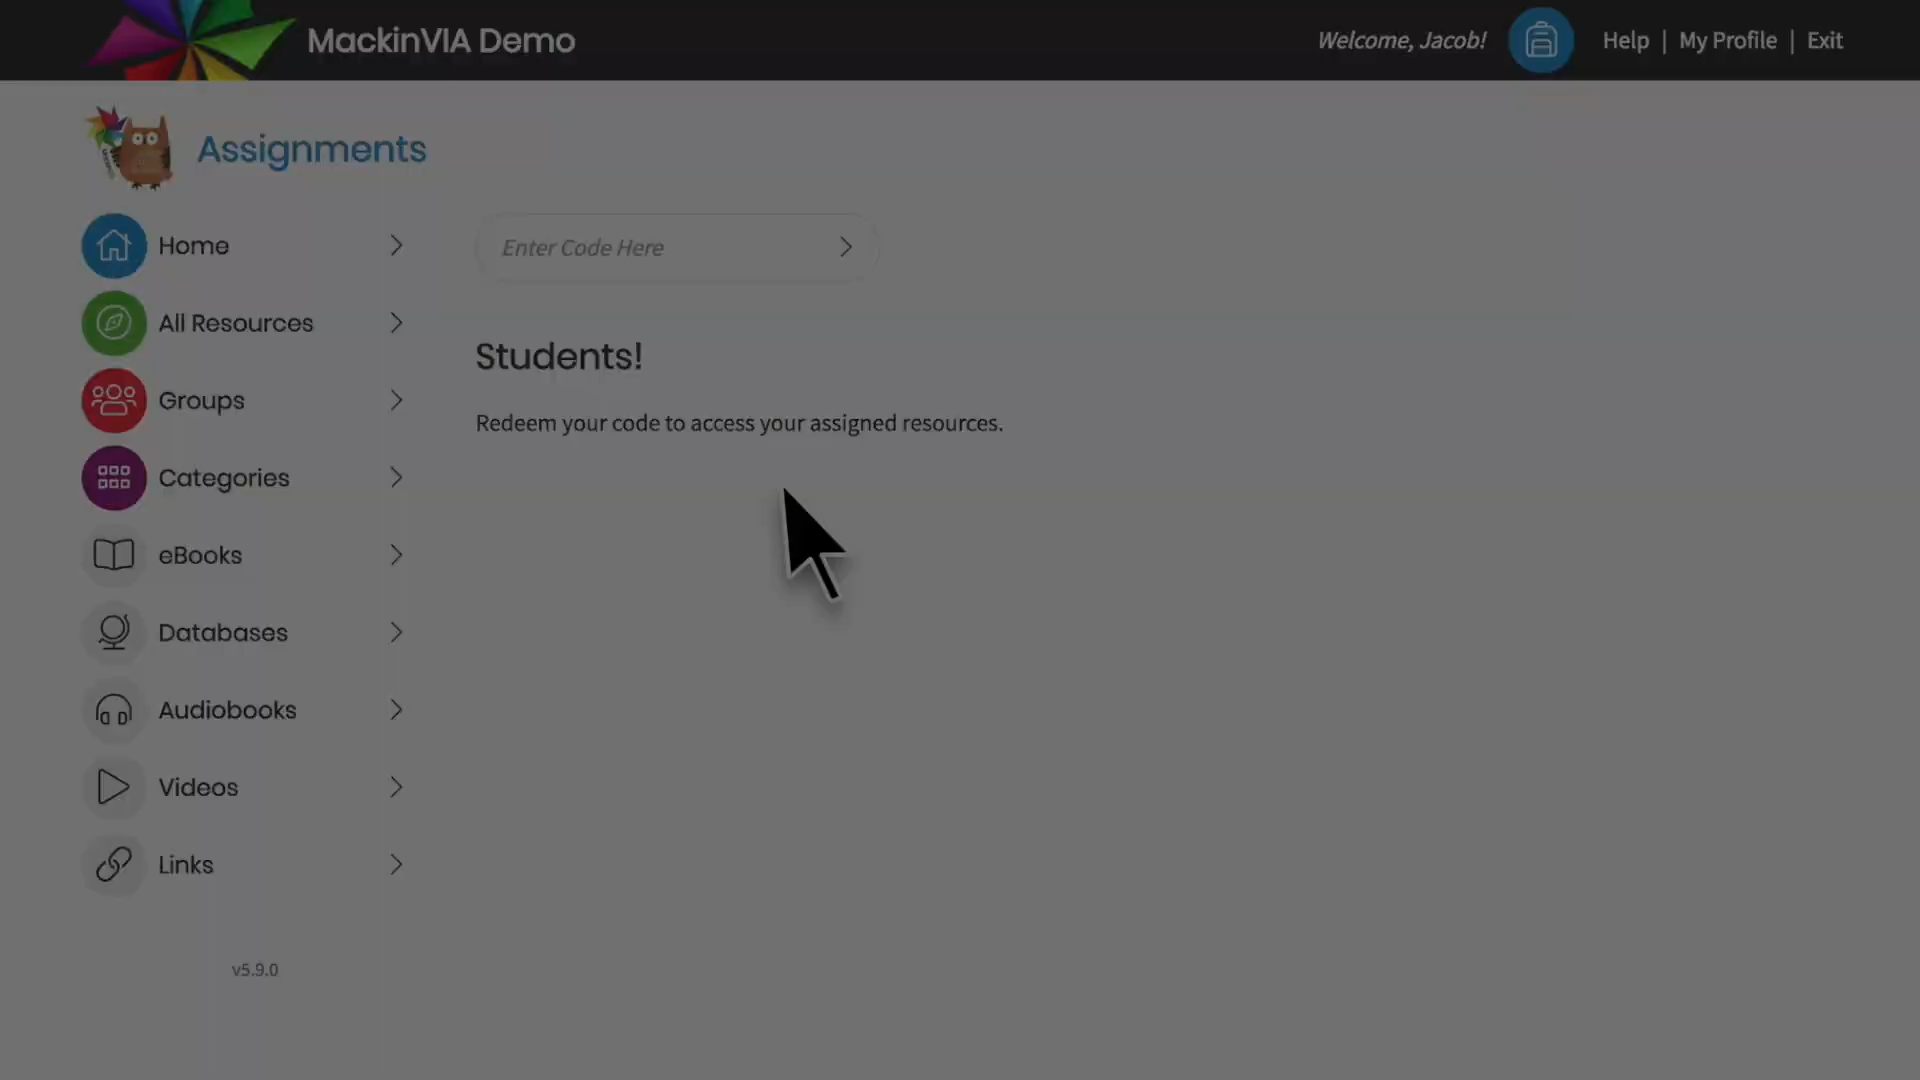 MackinVIA Demo
Welcome, Jacob!
Help | My Profile | Exit
Assignments
Home
All Resources
Groups
Categories
eBooks
Databases
Audiobooks
Videos
Links
v5.9.0
Enter Code Here
Students!
Redeem your code to access your assigned resources.